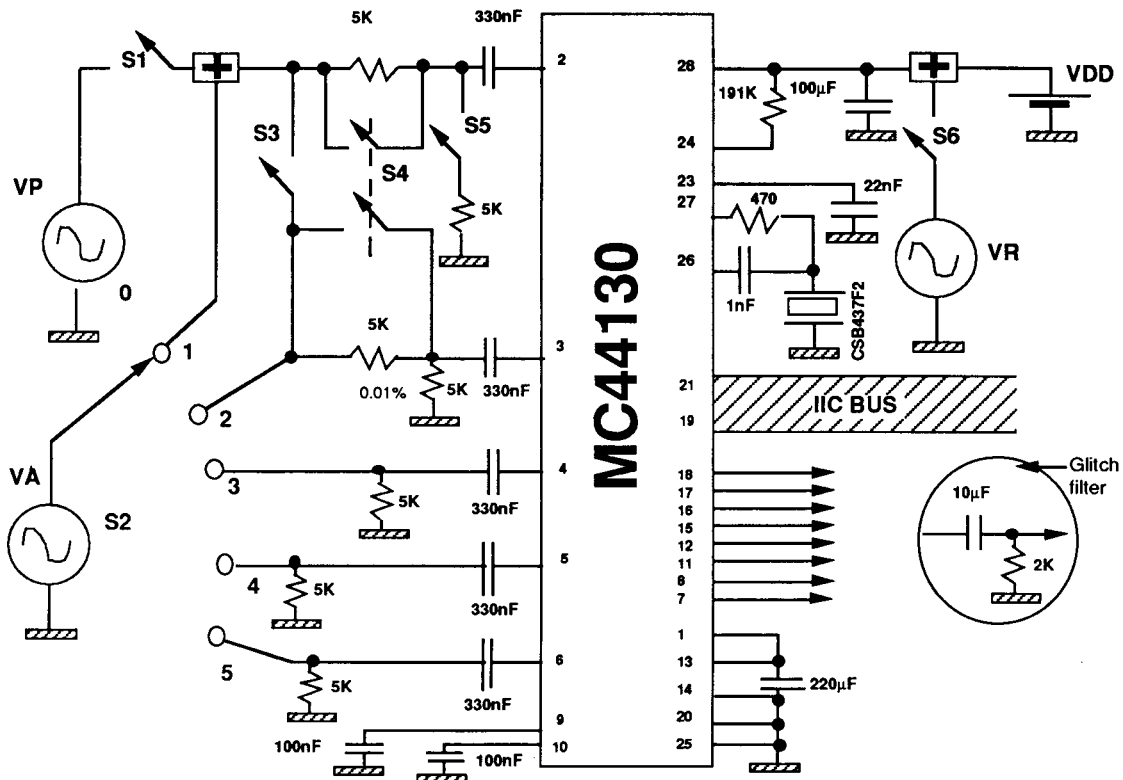 5K
330nF
2
28
S1
+
+
VDD
191K
100μF
S5
S3
S4
24
S6
VP
23
22nF
5K
27
470
VR
26
0
1nF
CSB437F2
MC44130
1
5K
3
0.01%
5K
330nF
21
IIC BUS
19
2
3
4
VA
5K
330nF
S2
18
17
16
15
12
11
8
7
Glitch
filter
10μF
2K
4
5K
330nF
5
1
5
5K
330nF
6
13
14
220μF
9
20
100nF
10
100nF
25